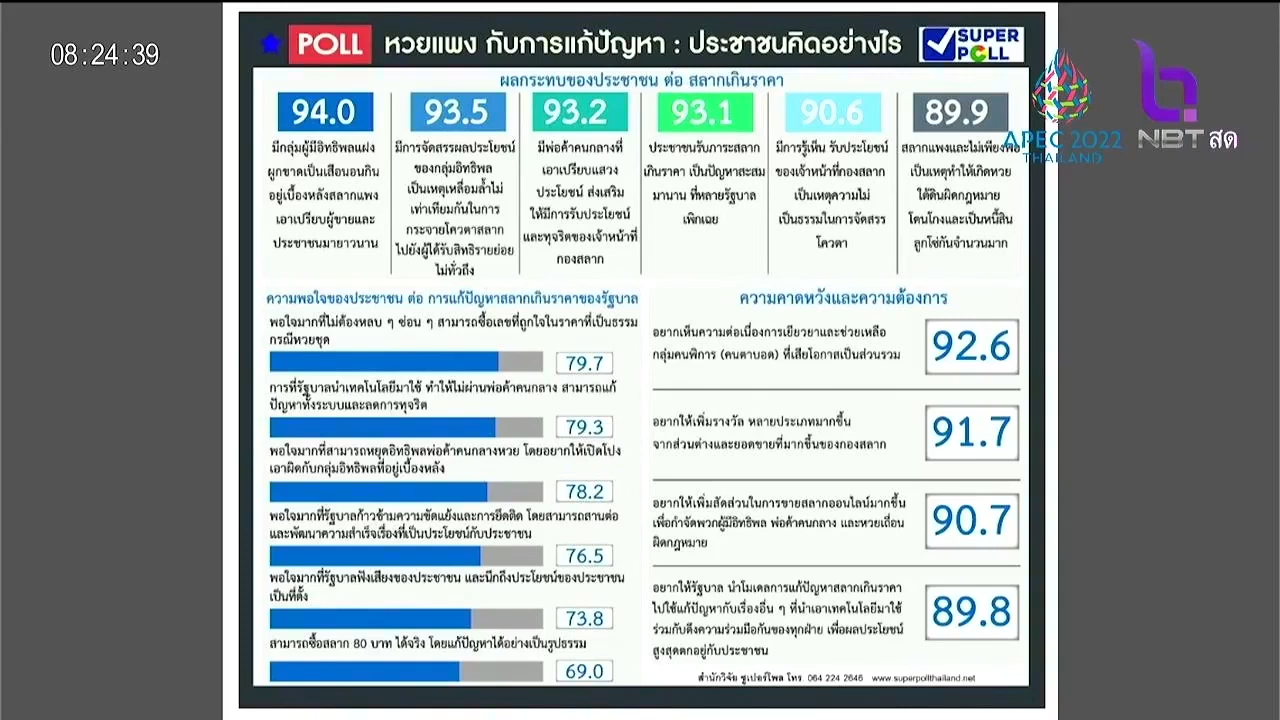 08:24:39
POLL หวยแพง กับการแก้ปัญหา : ประชาชนคิดอย่างไร
SUPER
POLL
APEC 2022
THAILAND
NBT สด
ผลกระทบของประชาชน ต่อ สลากเกินราคา
94.0
มีกลุ่มผู้มีอิทธิพลแฝง
ผูกขาดเป็นเสือนอนกิน
อยู่เบื้องหลังสลากแพง
เอาเปรียบผู้ขายและ
ประชาชนมายาวนาน
93.5
มีการจัดสรรผลประโยชน์
ของกลุ่มอิทธิพล
เป็นเหตุเหลื่อมล้ำไม่
เท่าเทียมกันในการ
กระจายโควตาสลาก
ไปยังผู้ได้รับสิทธิรายย่อย
ไม่ทั่วถึง
93.2
มีพ่อค้าคนกลางที่
เอาเปรียบแสวง
ประโยชน์ ส่งเสริม
ให้มีการรับประโยชน์
และทุจริตของเจ้าหน้าที่
กองสลาก
93.1
ประชาชนรับภาระสลาก
เกินราคา เป็นปัญหาสะสม
มานาน ที่หลายรัฐบาล
เพิกเฉย
90.6
มีการรู้เห็น รับประโยชน์
ของเจ้าหน้าที่กองสลาก
เป็นเหตุความไม่
เป็นธรรมในการจัดสรร
โควตา
89.9
สลากแพงและไม่เพียงพอ
เป็นเหตุทำให้เกิดหวย
ใต้ดินผิดกฎหมาย
โดนโกงและเป็นหนี้สิน
ลูกโซ่กันจำนวนมาก
ความพอใจของประชาชน ต่อ การแก้ปัญหาสลากเกินราคาของรัฐบาล
พอใจมากที่ไม่ต้องหลบ ๆ ซ่อน ๆ สามารถซื้อเลขที่ถูกใจในราคาที่เป็นธรรม
กรณีหวยชุด
79.7
การที่รัฐบาลนำเทคโนโลยีมาใช้ ทำให้ไม่ผ่านพ่อค้าคนกลาง สามารถแก้
ปัญหาทั้งระบบและลดการทุจริต
79.3
พอใจมากที่สามารถหยุดอิทธิพลพ่อค้าคนกลางหวย โดยอยากให้เปิดโปง
เอาผิดกับกลุ่มอิทธิพลที่อยู่เบื้องหลัง
78.2
พอใจมากที่รัฐบาลก้าวข้ามความขัดแย้งและการยึดติด โดยสามารถสานต่อ
และพัฒนาความสำเร็จเรื่องที่เป็นประโยชน์กับประชาชน
76.5
พอใจมากที่รัฐบาลฟังเสียงของประชาชน และนึกถึงประโยชน์ของประชาชน
เป็นที่ตั้ง
73.8
สามารถซื้อสลาก 80 บาท ได้จริง โดยแก้ปัญหาได้อย่างเป็นรูปธรรม
69.0
ความคาดหวังและความต้องการ
อยากเห็นความต่อเนื่องการเยียวยาและช่วยเหลือ
กลุ่มคนพิการ (คนตาบอด) ที่เสียโอกาสเป็นส่วนรวม
92.6
อยากให้เพิ่มรางวัล หลายประเภทมากขึ้น
จากส่วนต่างและยอดขายที่มากขึ้นของกองสลาก
91.7
อยากให้เพิ่มสัดส่วนในการขายสลากออนไลน์มากขึ้น
เพื่อกำจัดพวกผู้มีอิทธิพล พ่อค้าคนกลาง และหวยเถื่อน
ผิดกฎหมาย
90.7
อยากให้รัฐบาล นำโมเดลการแก้ปัญหาสลากเกินราคา
ไปใช้แก้ปัญหากับเรื่องอื่น ๆ ที่นำเอาเทคโนโลยีมาใช้
ร่วมกับดึงความร่วมมือกันของทุกฝ่าย เพื่อผลประโยชน์
สูงสุดตกอยู่กับประชาชน
89.8
สำนักวิจัย ซูเปอร์โพล โทร. 064 224 2646 www.superpollthailand.net